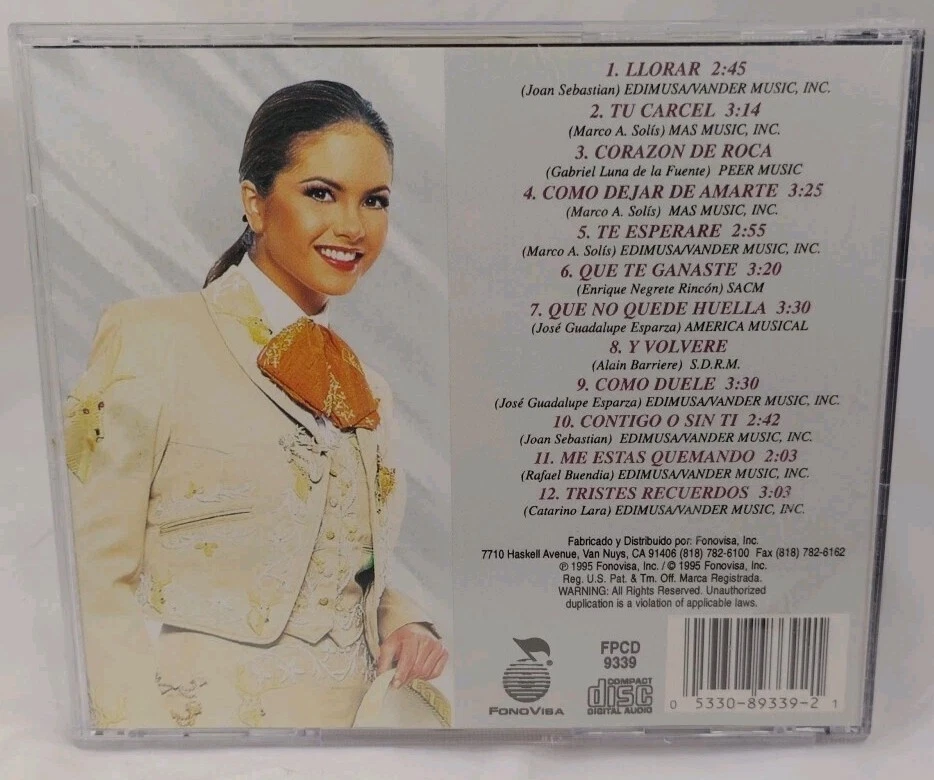 1. LLORAR 2:45
(Joan Sebastian) EDIMUSA/VANDER MUSIC, INC.
2. TU CARCEL 3:14
(Marco A. Solís) MAS MUSIC, INC.
3. CORAZON DE ROCA
(Gabriel Luna de la Fuente) PEER MUSIC
4. COMO DEJAR DE AMARTE 3:25
(Marco A. Solís) MAS MUSIC, INC.
5. TE ESPERARE 2:55
(Marco A. Solís) EDIMUSA/VANDER MUSIC, INC.
6. QUE TE GANASTE 3:20
(Enrique Negrete Rincón) SACM
7. QUE NO QUEDE HUELLA 3:30
(José Guadalupe Esparza) AMERICA MUSICAL
8. Y VOLVERE
(Alain Barriere) S.D.R.M.
9. COMO DUELE 3:30
(José Guadalupe Esparza) EDIMUSA/VANDER MUSIC, INC.
10. CONTIGO O SIN TI 2:42
(Joan Sebastian) EDIMUSA/VANDER MUSIC, INC.
11. ME ESTAS QUEMANDO 2:03
(Rafael Buendia) EDIMUSA/VANDER MUSIC, INC.
12. TRISTES RECUERDOS 3:03
(Catarino Lara) EDIMUSA/VANDER MUSIC, INC.
Fabricado y Distribuido por: Fonovisa, Inc.
7710 Haskell Avenue, Van Nuys, CA 91406 (818) 782-6100 Fax (818) 782-6162
℗ 1995 Fonovisa, Inc. / © 1995 Fonovisa, Inc.
Reg. U.S. Pat. & Tm. Off. Marca Registrada.
WARNING: All Rights Reserved. Unauthorized
duplication is a violation of applicable laws.
FONOVISA
FPCD
9339
COMPACT
disc
DIGITAL AUDIO
0 5330-89339-2 1